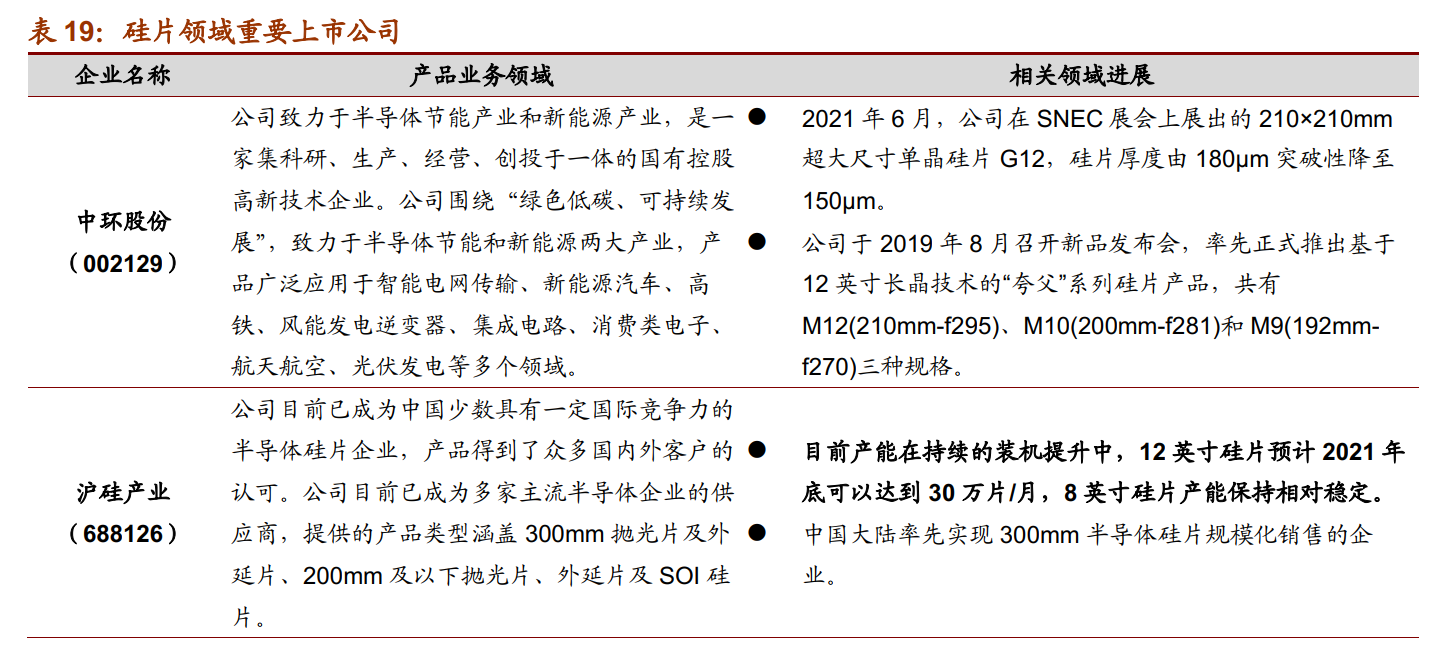 表 19：硅片领域重要上市公司
企业名称 产品业务领域 相关领域进展
中环股份
（002129）
公司致力于半导体节能产业和新能源产业，是一
家集科研、生产、经营、创投于一体的国有控股
高新技术企业。公司围绕“绿色低碳、可持续发
展”，致力于半导体节能和新能源两大产业，产
品广泛应用于智能电网传输、新能源汽车、高
铁、风能发电逆变器、集成电路、消费类电子、
航天航空、光伏发电等多个领域。
● 2021 年 6 月，公司在 SNEC 展会上展出的 210×210mm
超大尺寸单晶硅片 G12，硅片厚度由 180μm 突破性降至
150μm。
● 公司于 2019 年 8 月召开新品发布会，率先正式推出基于
12 英寸长晶技术的“夸父”系列硅片产品，共有
M12(210mm-f295)、M10(200mm-f281)和 M9(192mm-
f270)三种规格。
沪硅产业
（688126）
公司目前已成为中国少数具有一定国际竞争力的
半导体硅片企业，产品得到了众多国内外客户的
认可。公司目前已成为多家主流半导体企业的供
应商，提供的产品类型涵盖 300mm 抛光片及外
延片、200mm 及以下抛光片、外延片及 SOI 硅
片。
● 目前产能在持续的装机提升中，12 英寸硅片预计 2021 年
底可以达到 30 万片/月，8 英寸硅片产能保持相对稳定。
● 中国大陆率先实现 300mm 半导体硅片规模化销售的企
业。